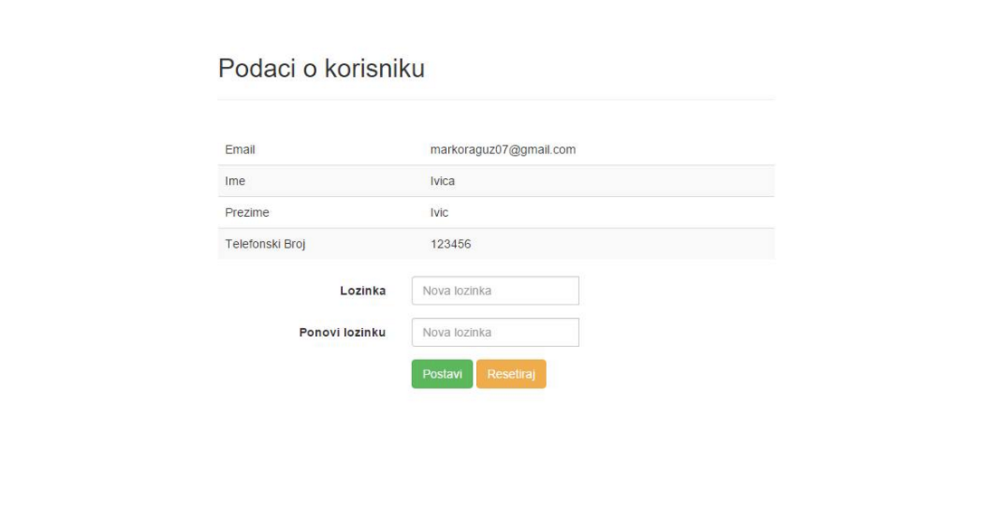 Podaci o korisniku
Email markoraguz07@gmail.com
Ime Ivica
Prezime Ivic
Telefonski Broj 123456
Lozinka Nova lozinka
Ponovi lozinku Nova lozinka
Postavi Resetiraj